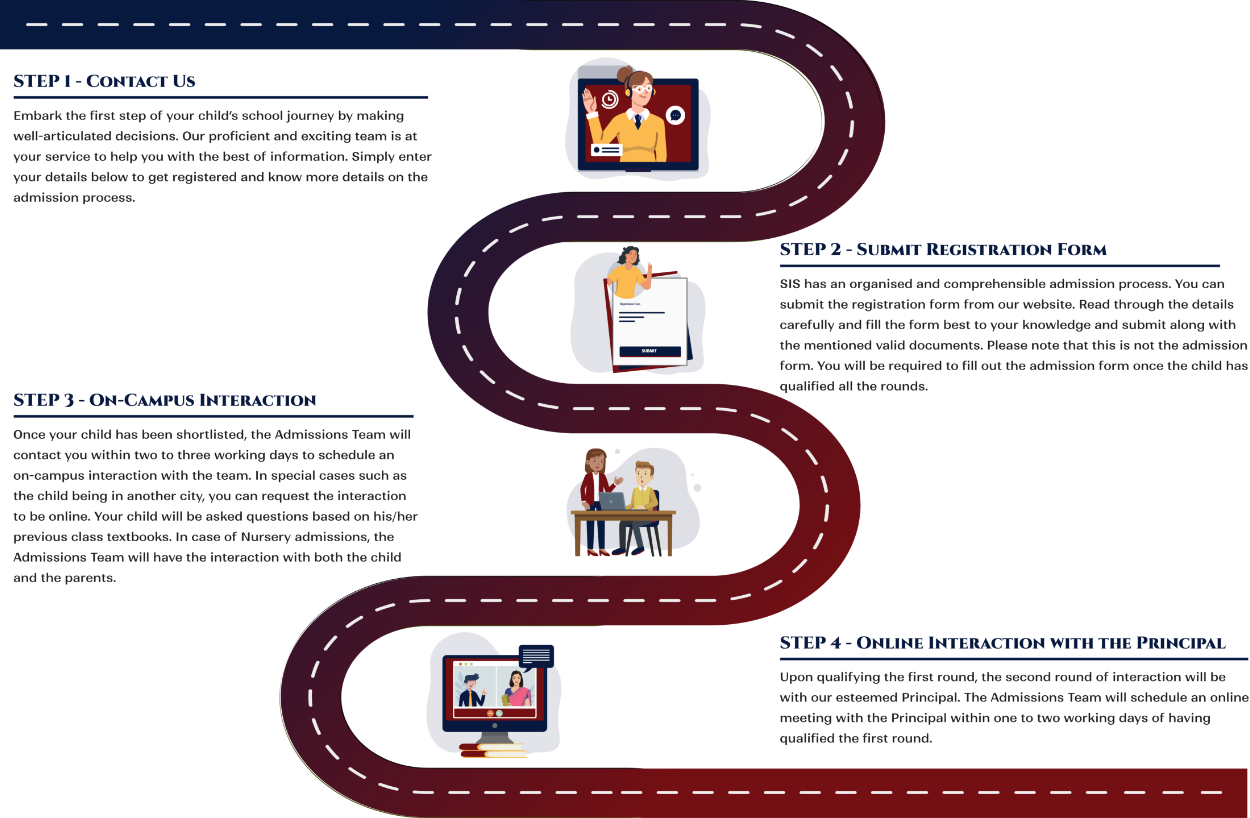 STEP 1 - Contact Us
Embark the first step of your child's school journey by making
well-articulated decisions. Our proficient and exciting team is at
your service to help you with the best of information. Simply enter
your details below to get registered and know more details on the
admission process.
STEP 2 - Submit Registration Form
SIS has an organised and comprehensible admission process. You can
submit the registration form from our website. Read through the details
carefully and fill the form best to your knowledge and submit along with
the mentioned valid documents. Please note that this is not the admission
form. You will be required to fill out the admission form once the child has
qualified all the rounds.
Registration Form
SUBMIT
STEP 3 - On-Campus Interaction
Once your child has been shortlisted, the Admissions Team will
contact you within two to three working days to schedule an
on-campus interaction with the team. In special cases such as
the child being in another city, you can request the interaction
to be online. Your child will be asked questions based on his/her
previous class textbooks. In case of Nursery admissions, the
Admissions Team will have the interaction with both the child
and the parents.
STEP 4 - Online Interaction with the Principal
Upon qualifying the first round, the second round of interaction will be
with our esteemed Principal. The Admissions Team will schedule an online
meeting with the Principal within one to two working days of having
qualified the first round.